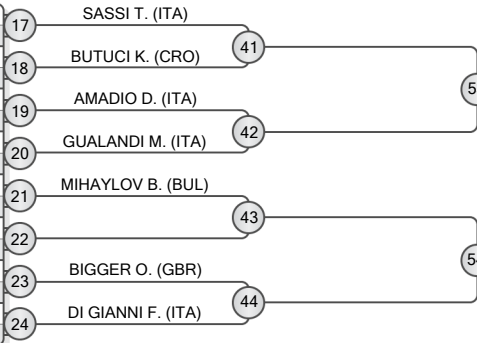 17
SASSI T. (ITA)
41
18
BUTUCI K. (CRO)
19
AMADIO D. (ITA)
42
20
GUALANDI M. (ITA)
21
MIHAYLOV B. (BUL)
43
22
23
BIGGER O. (GBR)
44
24
DI GIANNI F. (ITA)